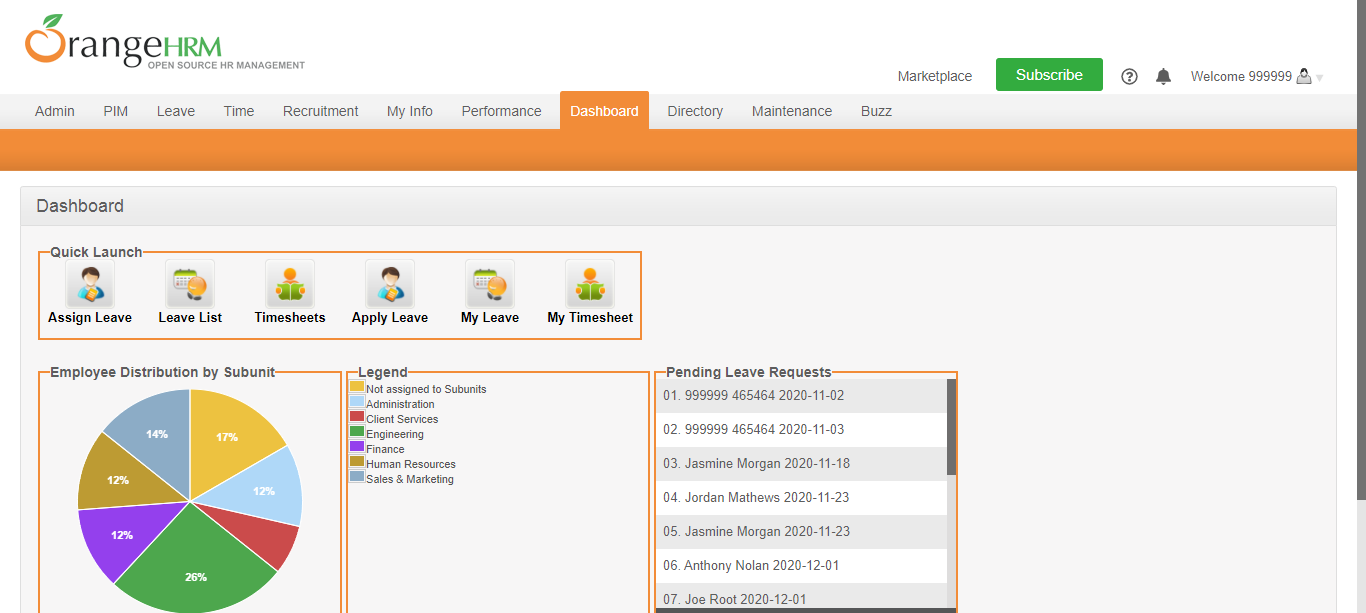 OrangeHRM
OPEN SOURCE HR MANAGEMENT
Marketplace Subscribe ? Welcome 999999
Admin PIM Leave Time Recruitment My Info Performance Dashboard Directory Maintenance Buzz
Dashboard
Quick Launch
Assign Leave Leave List Timesheets Apply Leave My Leave My Timesheet
Employee Distribution by Subunit
17%
12%
26%
12%
12%
14%
Legend
Not assigned to Subunits
Administration
Client Services
Engineering
Finance
Human Resources
Sales & Marketing
Pending Leave Requests
01. 999999 465464 2020-11-02
02. 999999 465464 2020-11-03
03. Jasmine Morgan 2020-11-18
04. Jordan Mathews 2020-11-23
05. Jasmine Morgan 2020-11-23
06. Anthony Nolan 2020-12-01
07. Joe Root 2020-12-01